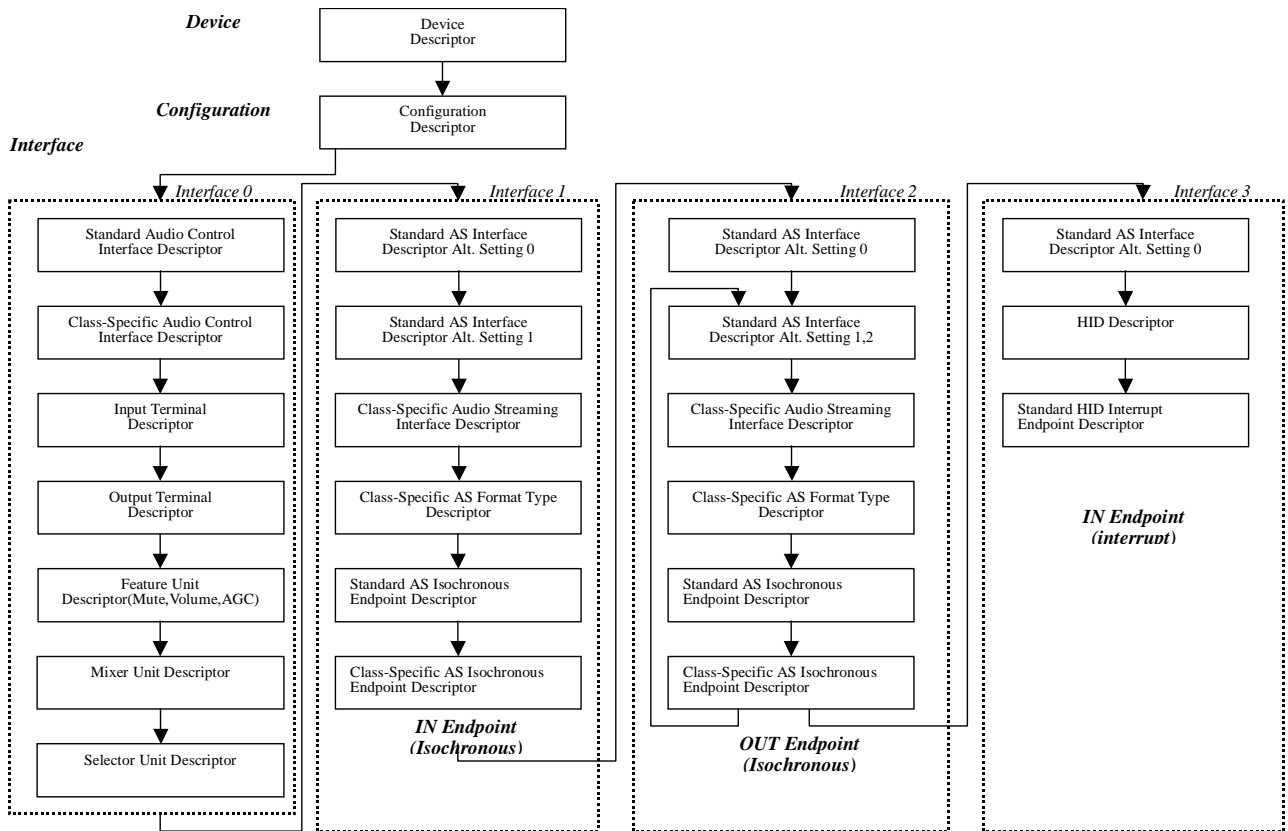 Device
Device
Descriptor
Configuration
Configuration
Descriptor
Interface
Interface 0
Standard Audio Control
Interface Descriptor
Class-Specific Audio Control
Interface Descriptor
Input Terminal
Descriptor
Output Terminal
Descriptor
Feature Unit
Descriptor(Mute,Volume,AGC)
Mixer Unit Descriptor
Selector Unit Descriptor
Interface 1
Standard AS Interface
Descriptor Alt. Setting 0
Standard AS Interface
Descriptor Alt. Setting 1
Class-Specific Audio Streaming
Interface Descriptor
Class-Specific AS Format Type
Descriptor
Standard AS Isochronous
Endpoint Descriptor
Class-Specific AS Isochronous
Endpoint Descriptor
IN Endpoint
(Isochronous)
Interface 2
Standard AS Interface
Descriptor Alt. Setting 0
Standard AS Interface
Descriptor Alt. Setting 1,2
Class-Specific Audio Streaming
Interface Descriptor
Class-Specific AS Format Type
Descriptor
Standard AS Isochronous
Endpoint Descriptor
Class-Specific AS Isochronous
Endpoint Descriptor
OUT Endpoint
(Isochronous)
Interface 3
Standard AS Interface
Descriptor Alt. Setting 0
HID Descriptor
Standard HID Interrupt
Endpoint Descriptor
IN Endpoint
(interrupt)